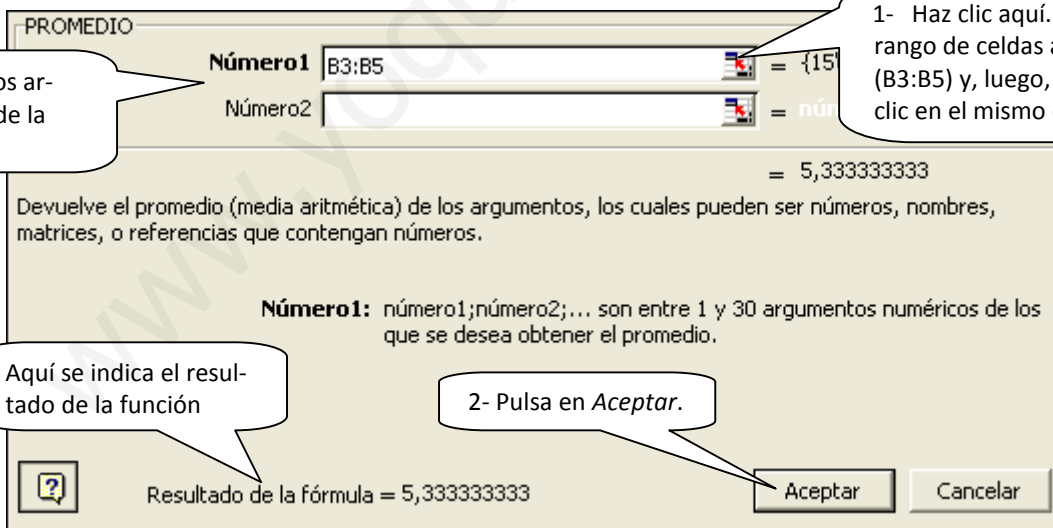 PROMEDIO
1- Haz clic aquí.
rango de celdas
(B3:B5) y, luego,
clic en el mismo
os ar-
de la
Número1 B3:B5 = {15
Número2 = núm
= 5,333333333
Devuelve el promedio (media aritmética) de los argumentos, los cuales pueden ser números, nombres,
matrices, o referencias que contengan números.
Número1: número1;número2;... son entre 1 y 30 argumentos numéricos de los
que se desea obtener el promedio.
Aquí se indica el resul-
tado de la función
2- Pulsa en Aceptar.
Resultado de la fórmula = 5,333333333
Aceptar
Cancelar
www.yoq